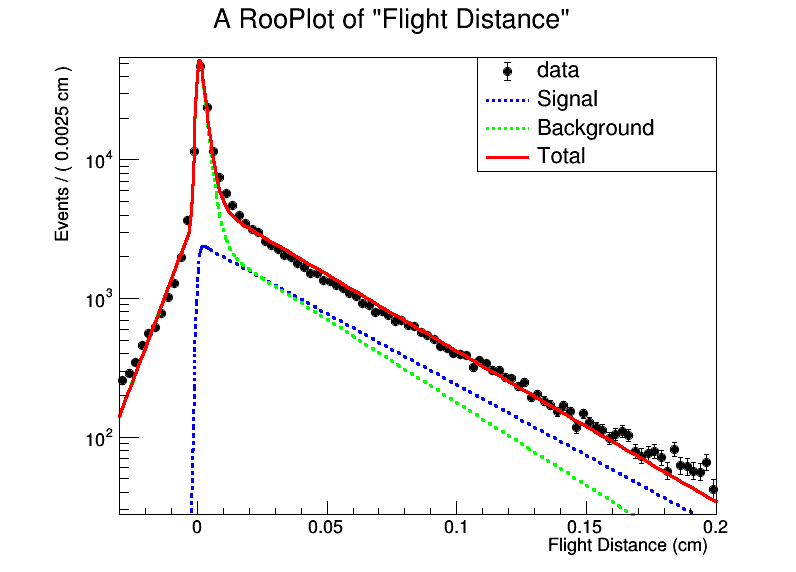 A RooPlot of "Flight Distance"
Events / ( 0.0025 cm )
data
Signal
Background
Total
10^4
10^3
10^2
0 0.05 0.1 0.15 0.2
Flight Distance (cm)